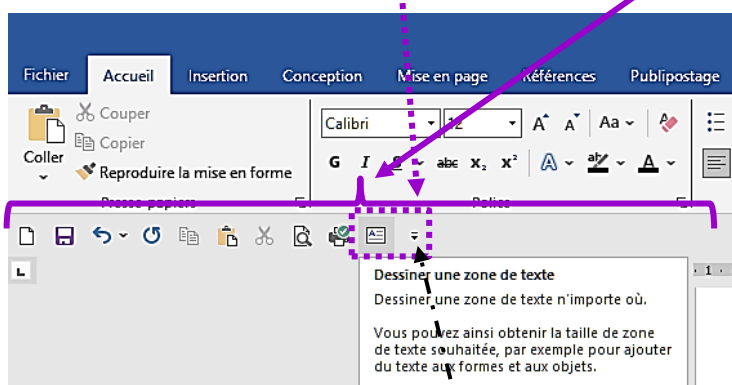 Fichier Accueil Insertion Conception Mise en page Références Publipostage
Couper
Copier
Coller
Reproduire la mise en forme
Presse-papiers
Calibri 12 A A Aa
G I S abc x₂ x² A ab A
Police
L
1
Dessiner une zone de texte
Dessiner une zone de texte n'importe où.
Vous pouvez ainsi obtenir la taille de zone
de texte souhaitée, par exemple pour ajouter
du texte aux formes et aux objets.